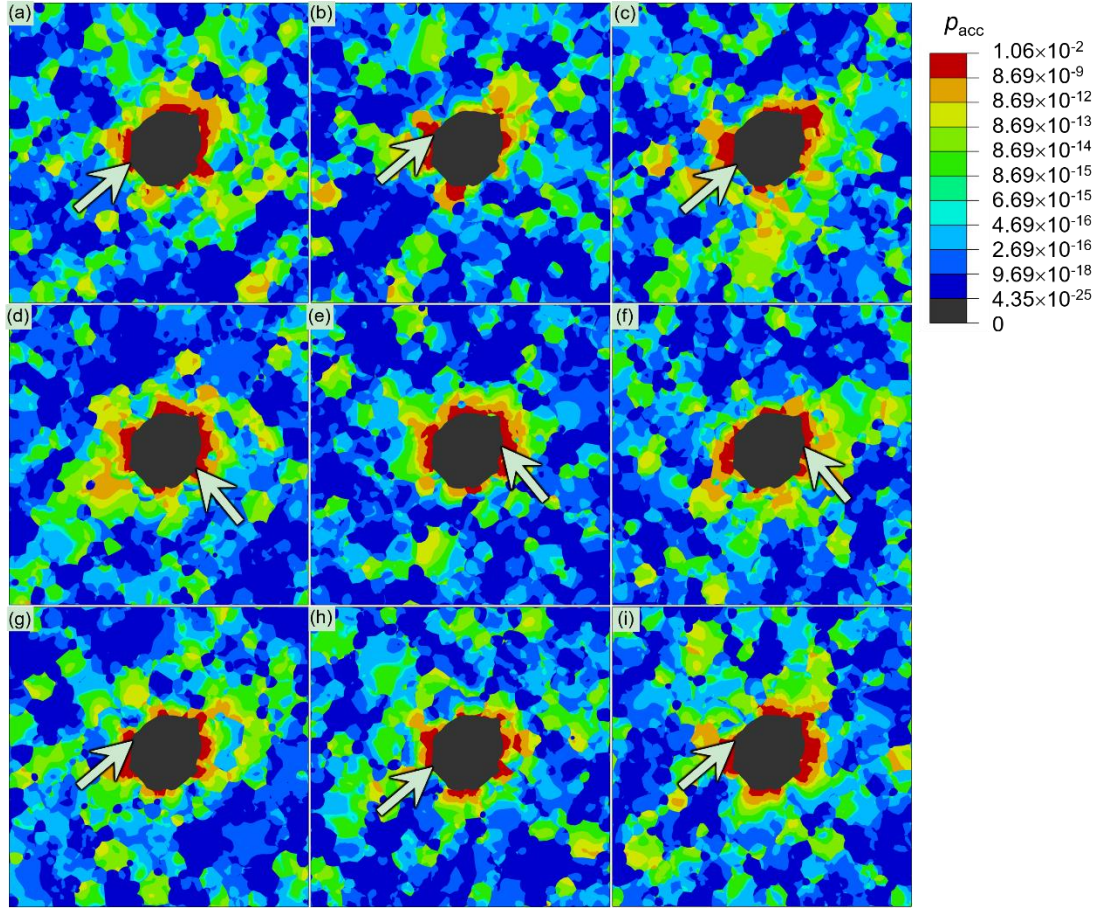 (a)
(b)
(c)
p_acc
1.06×10⁻²
8.69×10⁻⁹
8.69×10⁻¹²
8.69×10⁻¹³
8.69×10⁻¹⁴
8.69×10⁻¹⁵
6.69×10⁻¹⁵
4.69×10⁻¹⁶
2.69×10⁻¹⁶
9.69×10⁻¹⁸
4.35×10⁻²⁵
0
(d)
(e)
(f)
(g)
(h)
(i)